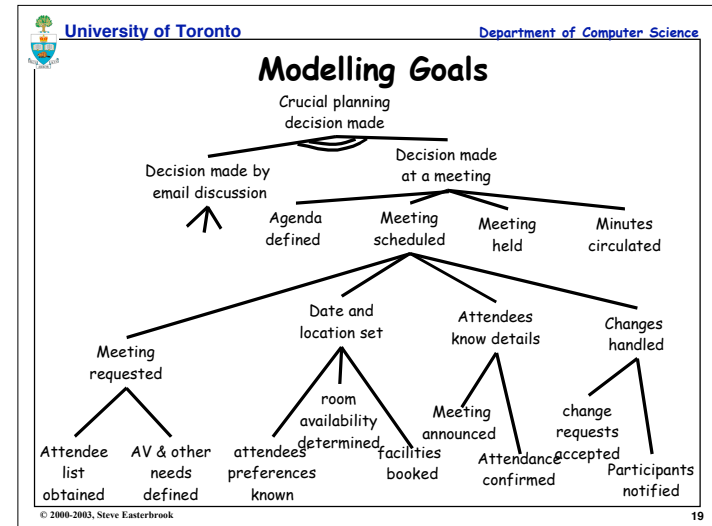 University of Toronto
Department of Computer Science
Modelling Goals
Crucial planning
decision made
Decision made by
email discussion
Decision made
at a meeting
Agenda
defined
Meeting
scheduled
Meeting
held
Minutes
circulated
Meeting
requested
Date and
location set
Attendees
know details
Changes
handled
Attendee
list
obtained
AV & other
needs
defined
attendees
preferences
known
room
availability
determined
facilities
booked
Meeting
announced
Attendance
confirmed
change
requests
accepted
Participants
notified
© 2000-2003, Steve Easterbrook
19